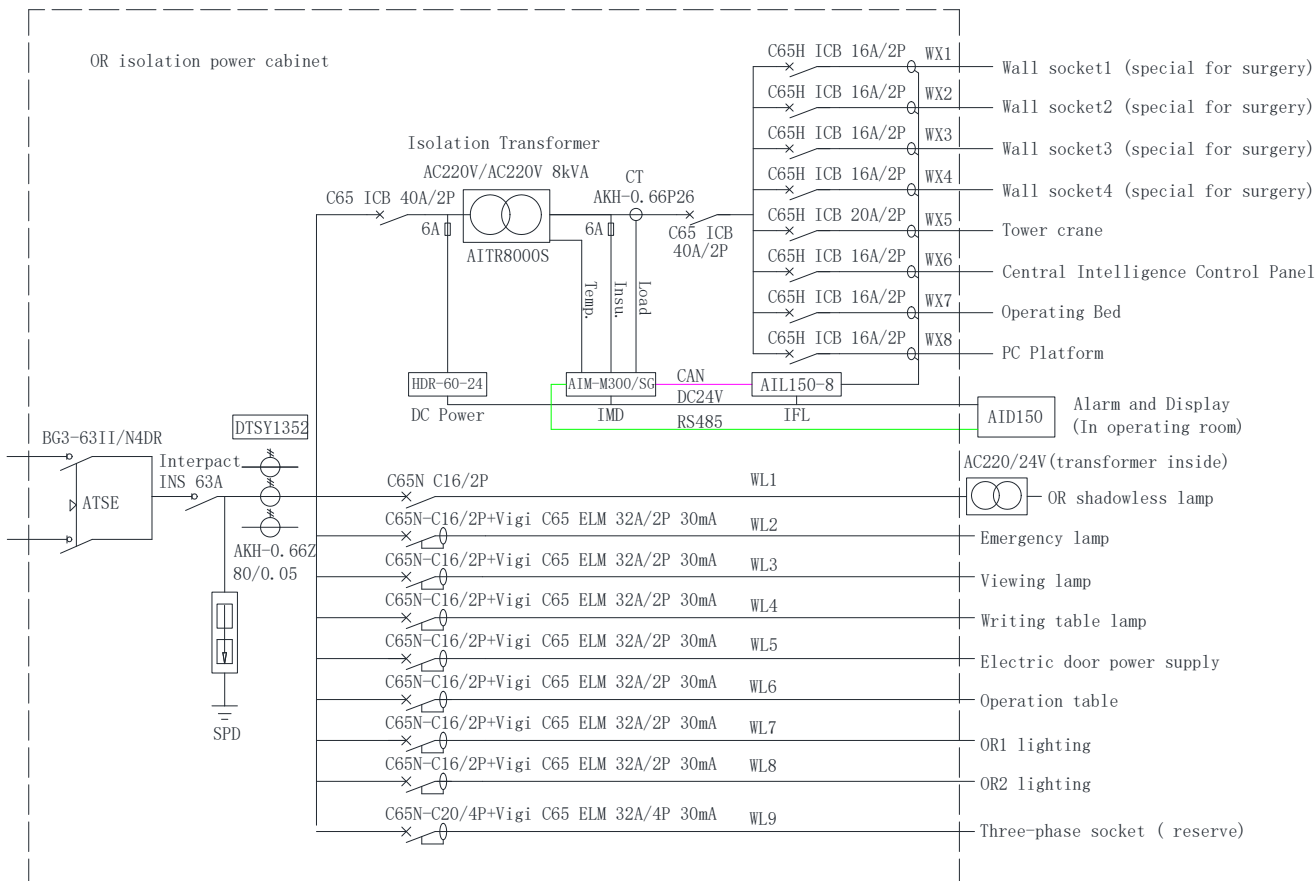 OR isolation power cabinet
C65H ICB 16A/2P
WX1
Wall socket1 (special for surgery)
C65H ICB 16A/2P
WX2
Wall socket2 (special for surgery)
C65H ICB 16A/2P
WX3
Wall socket3 (special for surgery)
C65H ICB 16A/2P
WX4
Wall socket4 (special for surgery)
C65H ICB 20A/2P
WX5
Tower crane
C65H ICB 16A/2P
WX6
Central Intelligence Control Panel
C65H ICB 16A/2P
WX7
Operating Bed
C65H ICB 16A/2P
WX8
PC Platform
Isolation Transformer
AC220V/AC220V 8kVA
C65 ICB 40A/2P
6A
AITR8000S
CT
AKH-0.66P26
6A
C65 ICB
40A/2P
Temp.
Insu.
Load
HDR-60-24
DC Power
AIM-M300/SG
IMD
CAN
DC24V
RS485
AIL150-8
IFL
AID150
Alarm and Display
(In operating room)
DTSY1352
BG3-63II/N4DR
ATSE
Interpact
INS 63A
AKH-0.66Z
80/0.05
SPD
AC220/24V(transformer inside)
C65N C16/2P
WL1
OR shadowless lamp
C65N-C16/2P+Vigi C65 ELM 32A/2P 30mA
WL2
Emergency lamp
C65N-C16/2P+Vigi C65 ELM 32A/2P 30mA
WL3
Viewing lamp
C65N-C16/2P+Vigi C65 ELM 32A/2P 30mA
WL4
Writing table lamp
C65N-C16/2P+Vigi C65 ELM 32A/2P 30mA
WL5
Electric door power supply
C65N-C16/2P+Vigi C65 ELM 32A/2P 30mA
WL6
Operation table
C65N-C16/2P+Vigi C65 ELM 32A/2P 30mA
WL7
OR1 lighting
C65N-C16/2P+Vigi C65 ELM 32A/2P 30mA
WL8
OR2 lighting
C65N-C20/4P+Vigi C65 ELM 32A/4P 30mA
WL9
Three-phase socket ( reserve)